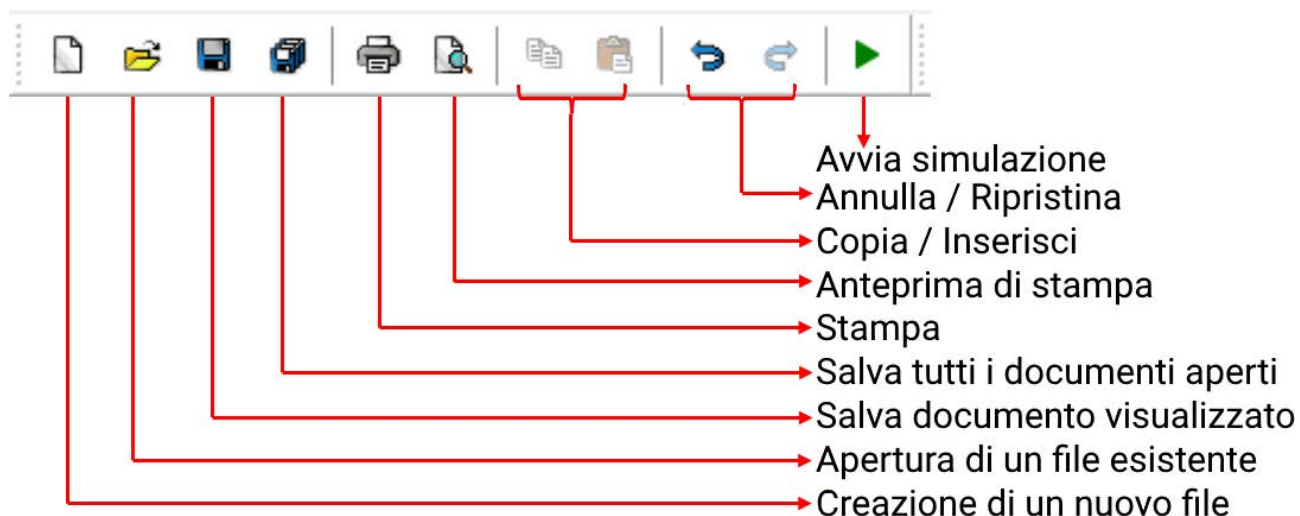 Avvia simulazione
Annulla / Ripristina
Copia / Inserisci
Anteprima di stampa
Stampa
Salva tutti i documenti aperti
Salva documento visualizzato
Apertura di un file esistente
Creazione di un nuovo file